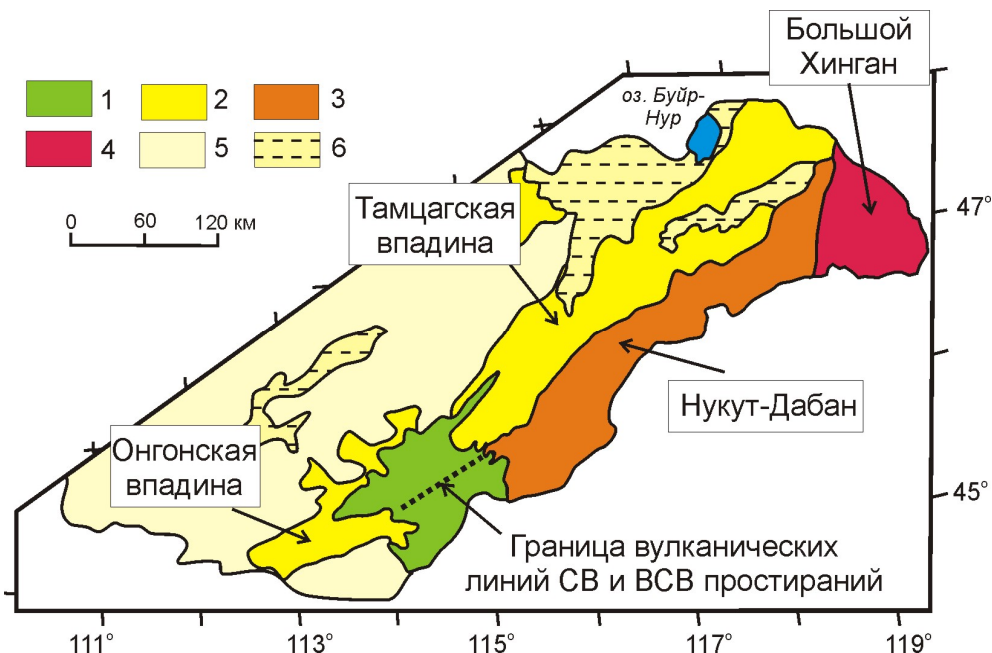 Большой
Хинган
оз. Буйр-
Нур
1
2
3
4
5
6
0 60 120 км
47°
Тамцагская
впадина
Нукут-Дабан
Онгонская
впадина
45°
Граница вулканических
линий СВ и ВСВ простираний
111° 113° 115° 117° 119°